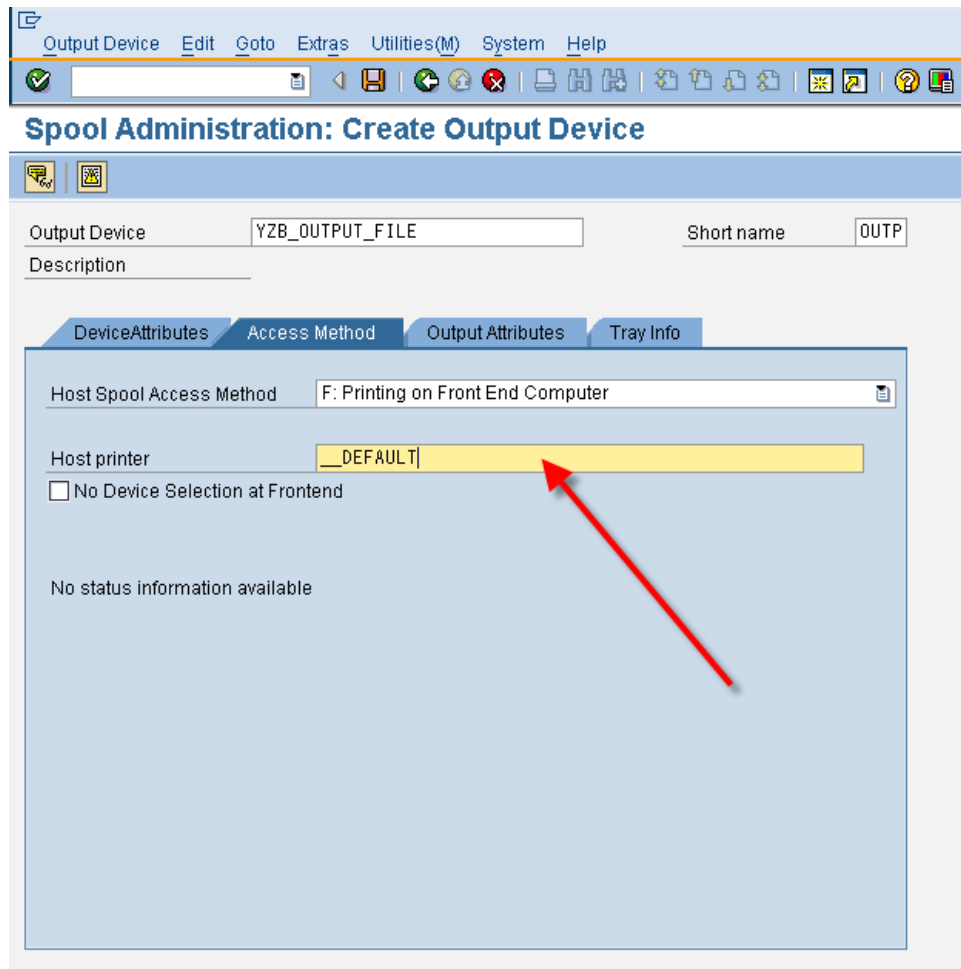 Output Device Edit Goto Extras Utilities(M) System Help
Spool Administration: Create Output Device
Output Device YZB_OUTPUT_FILE Short name OUTP
Description
DeviceAttributes Access Method Output Attributes Tray Info
Host Spool Access Method F: Printing on Front End Computer
Host printer __DEFAULT
No Device Selection at Frontend
No status information available